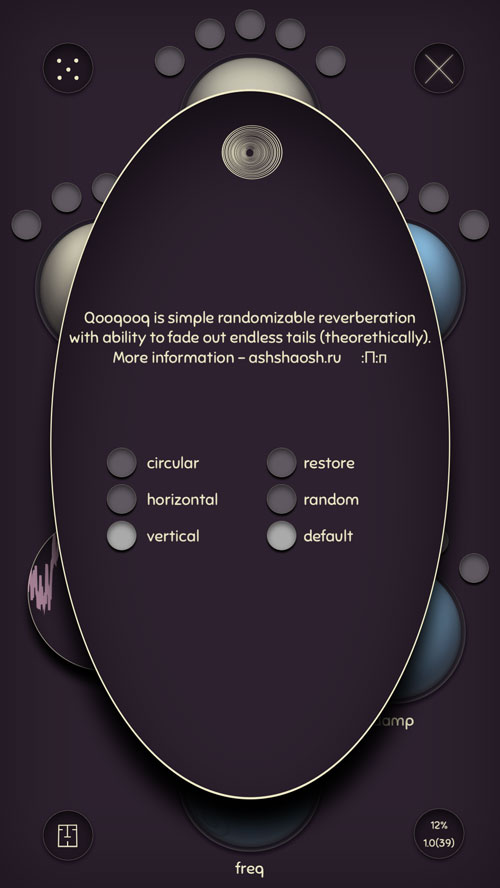 Qooqooq is simple randomizable reverberation
with ability to fade out endless tails (theorethically).
More information - ashshaosh.ru :П:п
circular
restore
horizontal
random
vertical
default
amp
12%
1.0(39)
freq